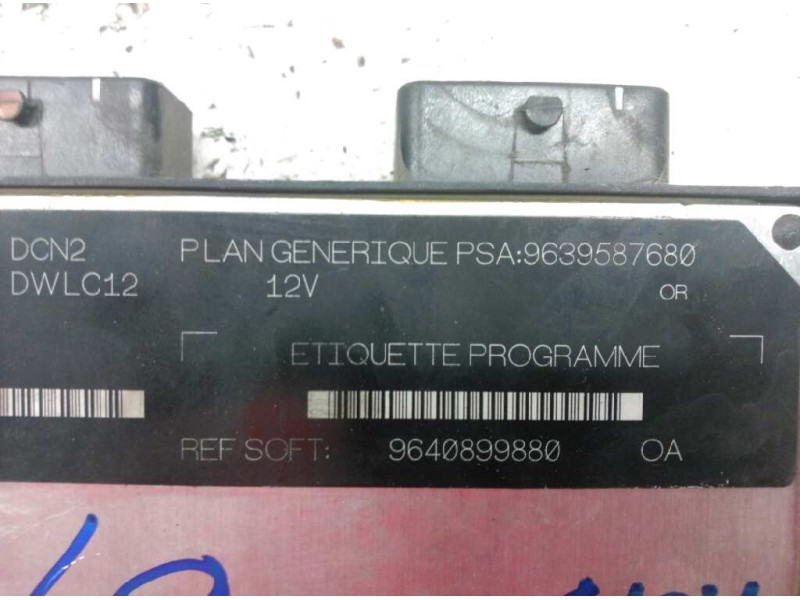 DCN2 PLAN GENERIQUE PSA:9639587680
DWLC12 12V OR
ETIQUETTE PROGRAMME
REF SOFT: 9640899880 OA